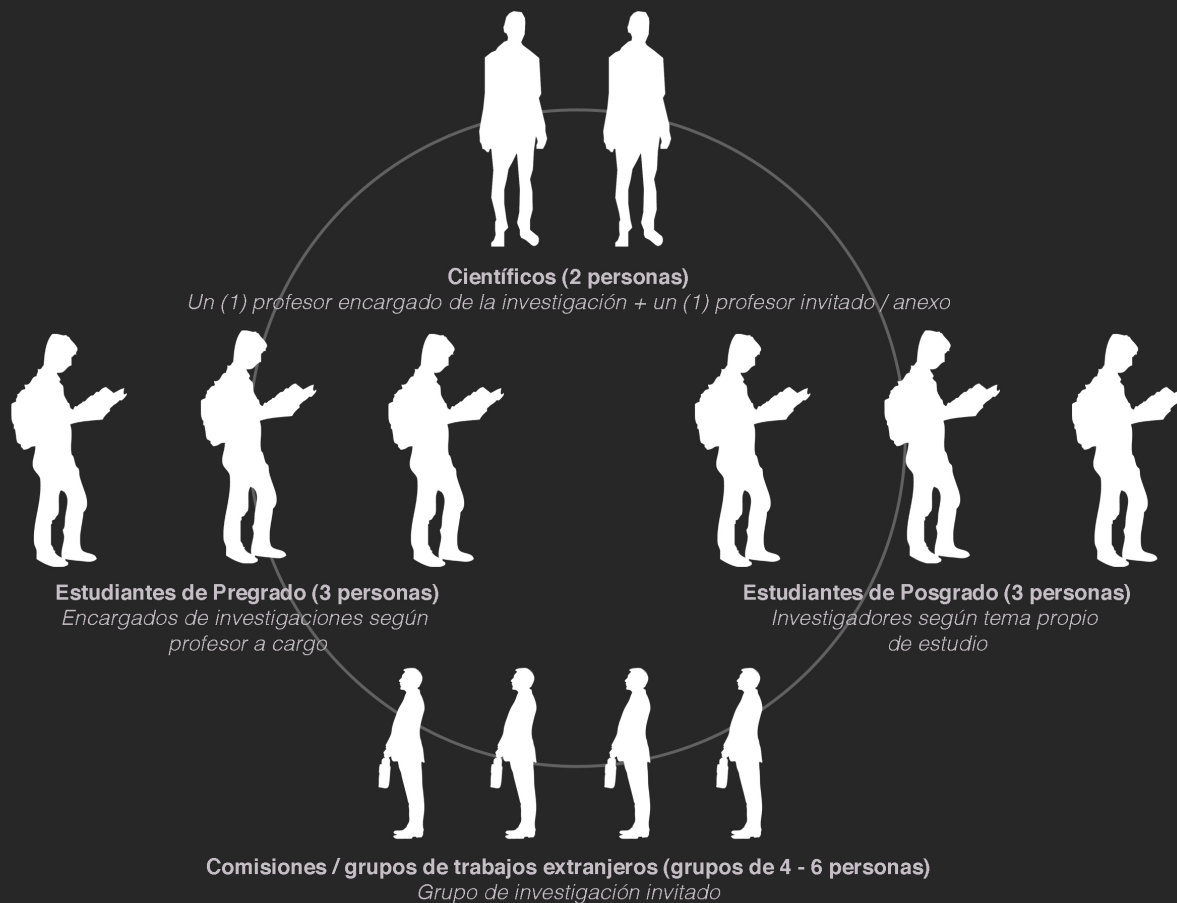 Científicos (2 personas)
Un (1) profesor encargado de la investigación + un (1) profesor invitado / anexo
Estudiantes de Pregrado (3 personas)
Encargados de investigaciones según
profesor a cargo
Estudiantes de Posgrado (3 personas)
Investigadores según tema propio
de estudio
Comisiones / grupos de trabajos extranjeros (grupos de 4 - 6 personas)
Grupo de investigación invitado